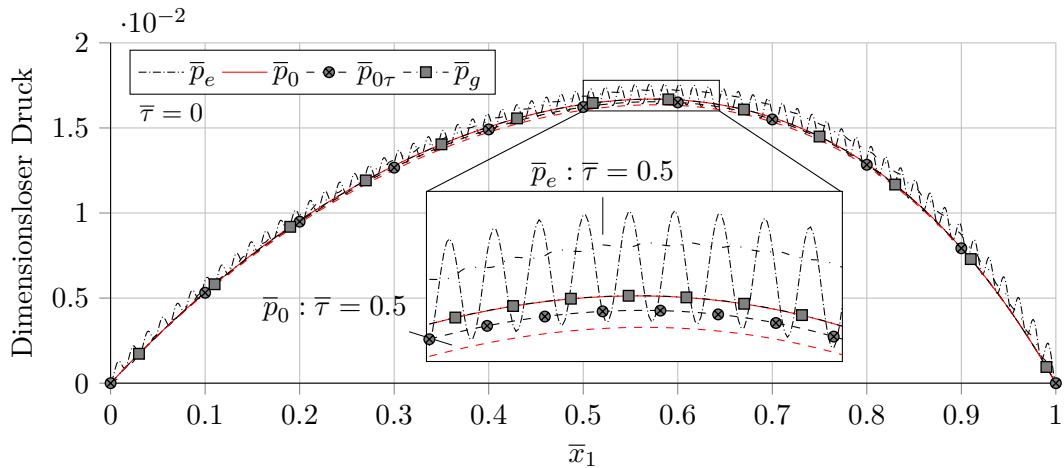 ·10⁻²
2
1.5
1
0.5
0
Dimensionsloser Druck
p̅ₑ p̅₀ p̅₀τ p̅g
τ̅ = 0
p̅ₑ : τ̅ = 0.5
p̅₀ : τ̅ = 0.5
0 0.1 0.2 0.3 0.4 0.5 0.6 0.7 0.8 0.9 1
x̅₁